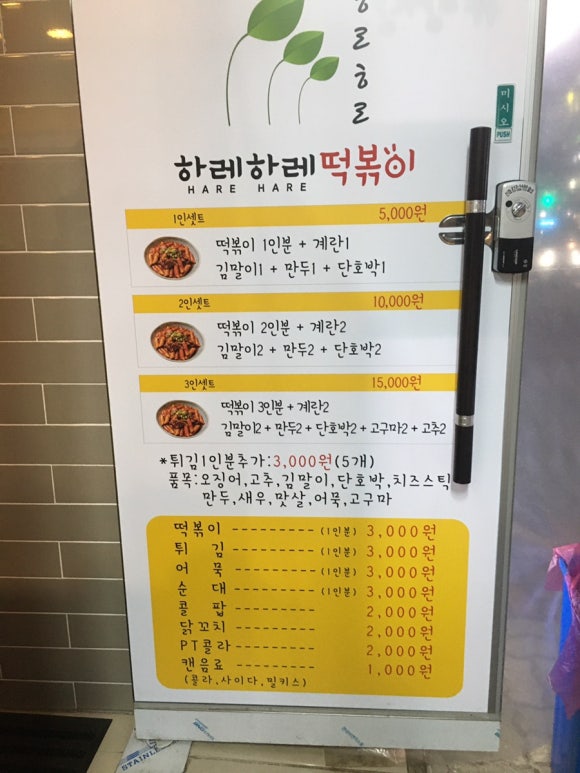 르
ㅎ
르
미시오
PUSH
하레하레떡볶이
HARE HARE
1인셋트 5,000원
떡볶이 1인분 + 계란1
김말이1 + 만두1 + 단호박1
2인셋트 10,000원
떡볶이 2인분 + 계란2
김말이2 + 만두2 + 단호박2
3인셋트 15,000원
떡볶이 3인분 + 계란2
김말이2 + 만두2 + 단호박2 + 고구마2 + 고추2
*튀김1인분추가:3,000원(5개)
품목:오징어,고추,김말이,단호박,치즈스틱
만두,새우,맛살,어묵,고구마
떡볶이 ---------- (1인분) 3,000원
튀 김 ---------- (1인분) 3,000원
어 묵 ---------- (1인분) 3,000원
순 대 ---------- (1인분) 3,000원
콜 팝 ---------- 2,000원
닭꼬치 ---------- 2,000원
PT콜라 ---------- 2,000원
캔음료 ---------- 1,000원
(콜라,사이다,밀키스)
STAINLE